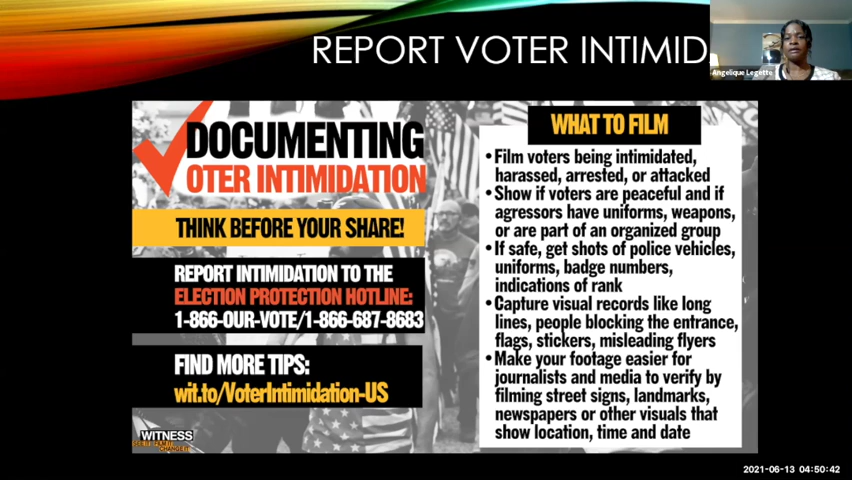 REPORT VOTER INTIMID
Angelique Legette
DOCUMENTING
OTER INTIMIDATION
THINK BEFORE YOUR SHARE!
REPORT INTIMIDATION TO THE
ELECTION PROTECTION HOTLINE:
1-866-OUR-VOTE/1-866-687-8683
FIND MORE TIPS:
wit.to/VoterIntimidation-US
WITNESS
SEE IT FILM IT
CHANGE IT
WHAT TO FILM
•Film voters being intimidated,
harassed, arrested, or attacked
•Show if voters are peaceful and if
agressors have uniforms, weapons,
or are part of an organized group
•If safe, get shots of police vehicles,
uniforms, badge numbers,
indications of rank
•Capture visual records like long
lines, people blocking the entrance,
flags, stickers, misleading flyers
•Make your footage easier for
journalists and media to verify by
filming street signs, landmarks,
newspapers or other visuals that
show location, time and date
2021-06-13 04:50:42